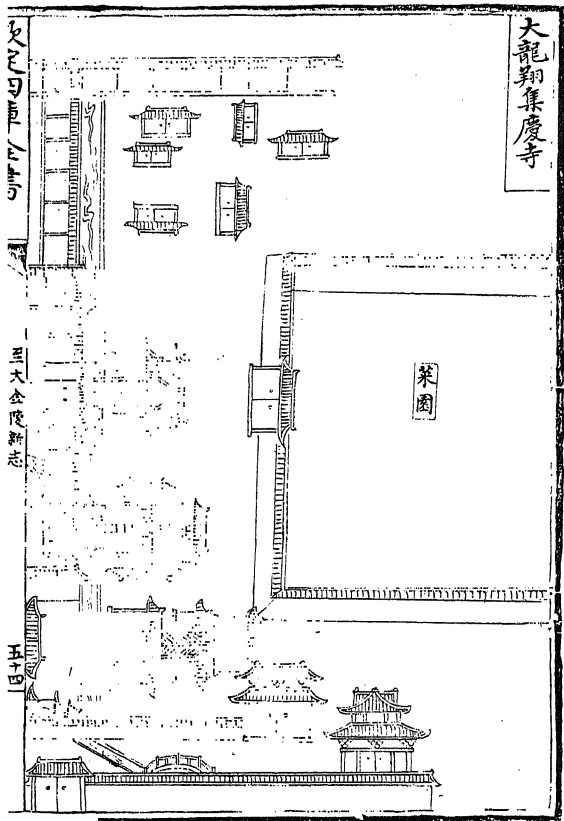 大龍翔集慶寺
菜園
欽定四庫全書
至大金陵新志
五十四